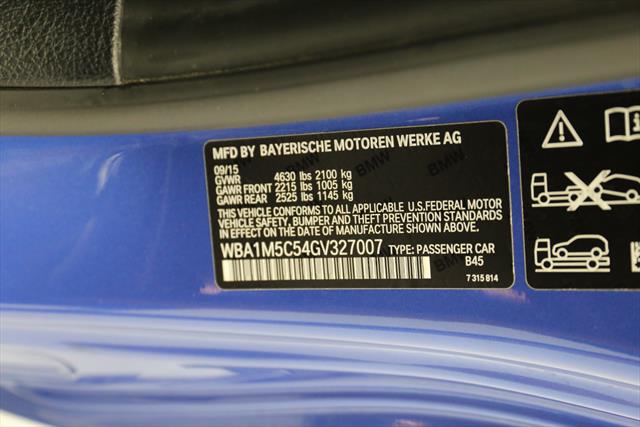 MFD BY BAYERISCHE MOTOREN WERKE AG
09/15
GVWR 4630 lbs 2100 kg
GAWR FRONT 2215 lbs 1005 kg
GAWR REAR 2525 lbs 1145 kg
THIS VEHICLE CONFORMS TO ALL APPLICABLE U.S.FEDERAL MOTOR
VEHICLE SAFETY, BUMPER, AND THEFT PREVENTION STANDARDS
IN EFFECT ON THE DATE OF MANUFACTURE SHOWN ABOVE.
WBA1M5C54GV327007 TYPE: PASSENGER CAR
B45
7 315 814
BMW
BMW
BMW